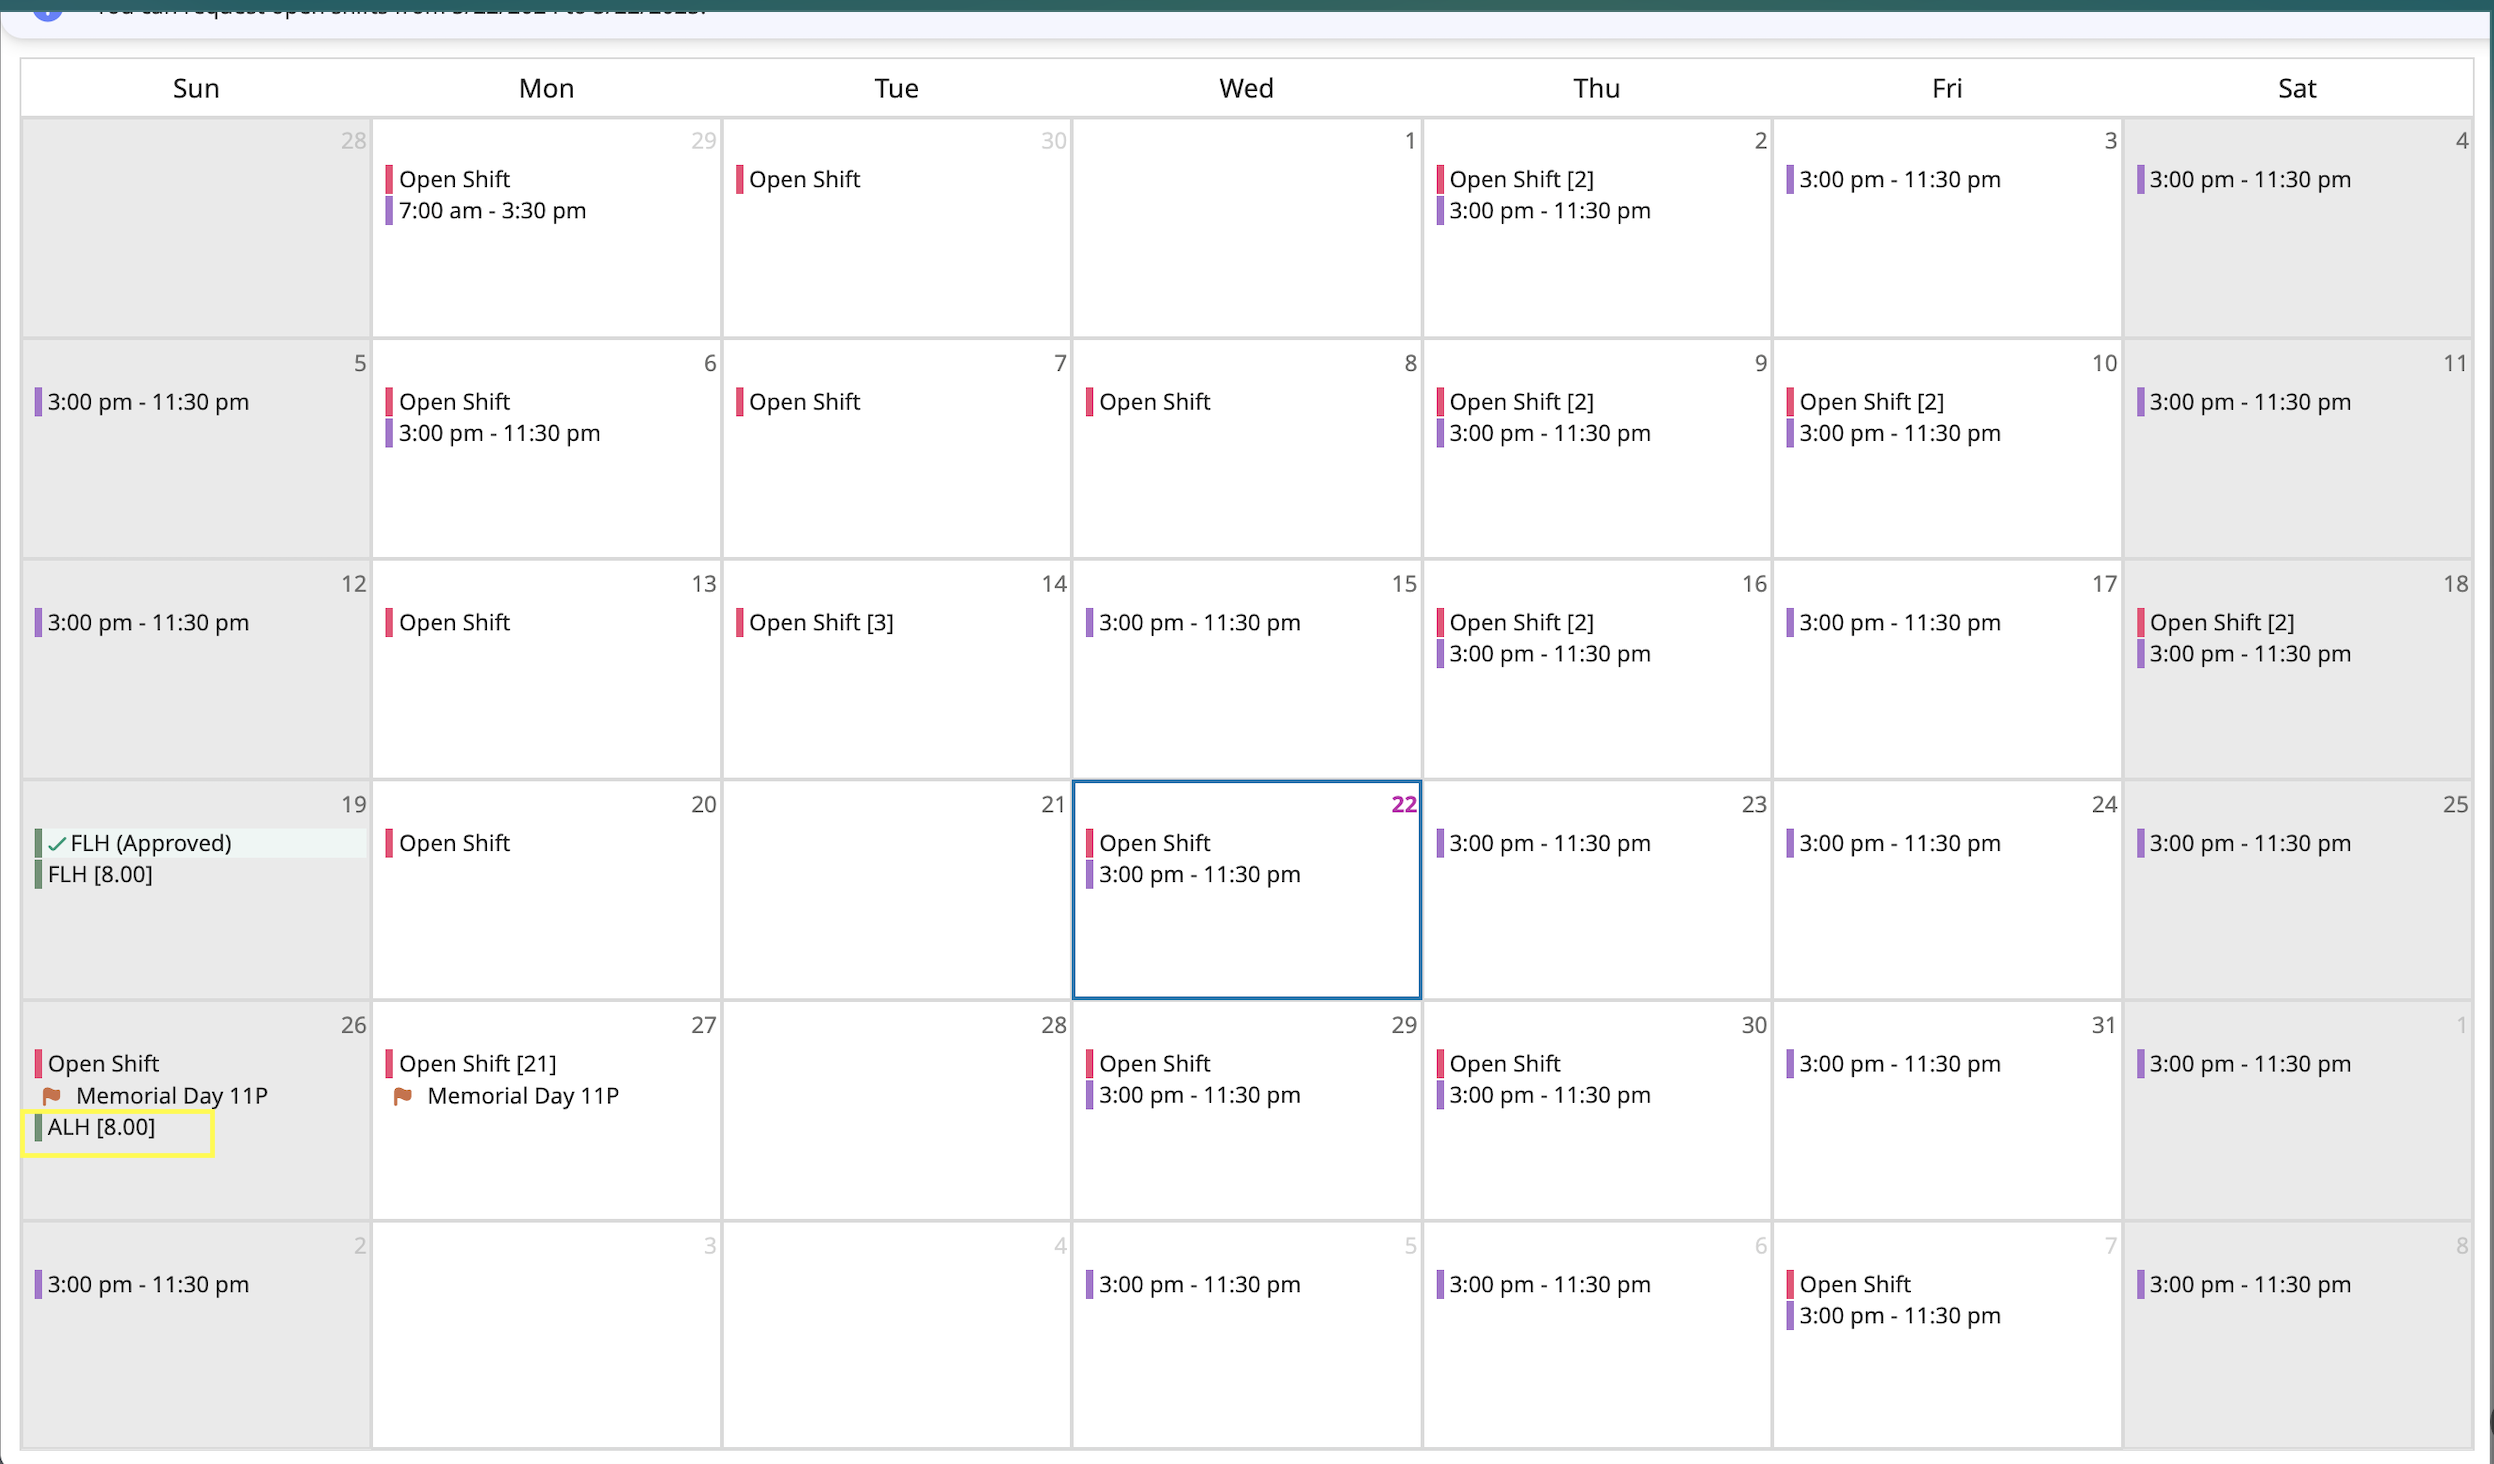 You can request open shifts from 5/22/2024 to 5/22/2025.
Sun Mon Tue Wed Thu Fri Sat
28 29 30 1 2 3 4
Open Shift
7:00 am - 3:30 pm
Open Shift
Open Shift [2]
3:00 pm - 11:30 pm
3:00 pm - 11:30 pm
3:00 pm - 11:30 pm
5 6 7 8 9 10 11
3:00 pm - 11:30 pm
Open Shift
3:00 pm - 11:30 pm
Open Shift
Open Shift
Open Shift [2]
3:00 pm - 11:30 pm
Open Shift [2]
3:00 pm - 11:30 pm
3:00 pm - 11:30 pm
12 13 14 15 16 17 18
3:00 pm - 11:30 pm
Open Shift
Open Shift [3]
3:00 pm - 11:30 pm
Open Shift [2]
3:00 pm - 11:30 pm
3:00 pm - 11:30 pm
Open Shift [2]
3:00 pm - 11:30 pm
19 20 21 22 23 24 25
FLH (Approved)
FLH [8.00]
Open Shift
Open Shift
3:00 pm - 11:30 pm
3:00 pm - 11:30 pm
3:00 pm - 11:30 pm
3:00 pm - 11:30 pm
26 27 28 29 30 31 1
Open Shift
Memorial Day 11P
ALH [8.00]
Open Shift [21]
Memorial Day 11P
Open Shift
3:00 pm - 11:30 pm
Open Shift
3:00 pm - 11:30 pm
3:00 pm - 11:30 pm
3:00 pm - 11:30 pm
2 3 4 5 6 7 8
3:00 pm - 11:30 pm
3:00 pm - 11:30 pm
3:00 pm - 11:30 pm
Open Shift
3:00 pm - 11:30 pm
3:00 pm - 11:30 pm